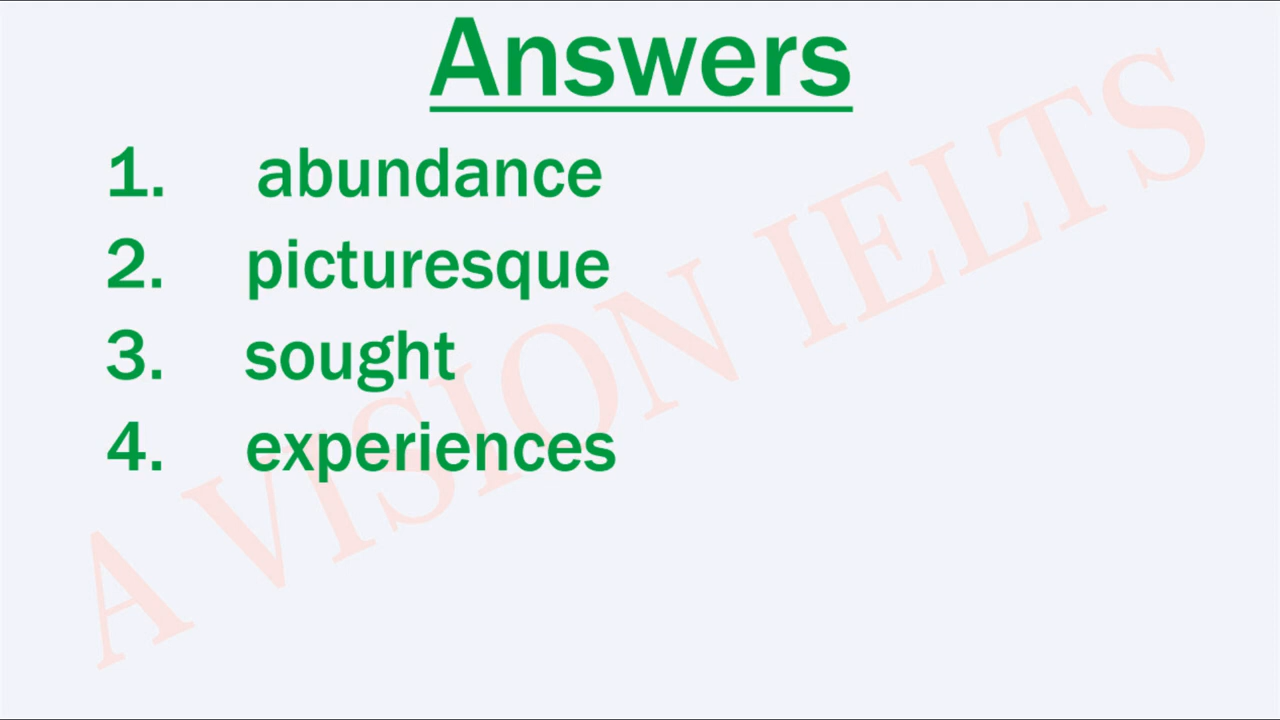 Answers
1. abundance
2. picturesque
3. sought
4. experiences
A VISION IELTS